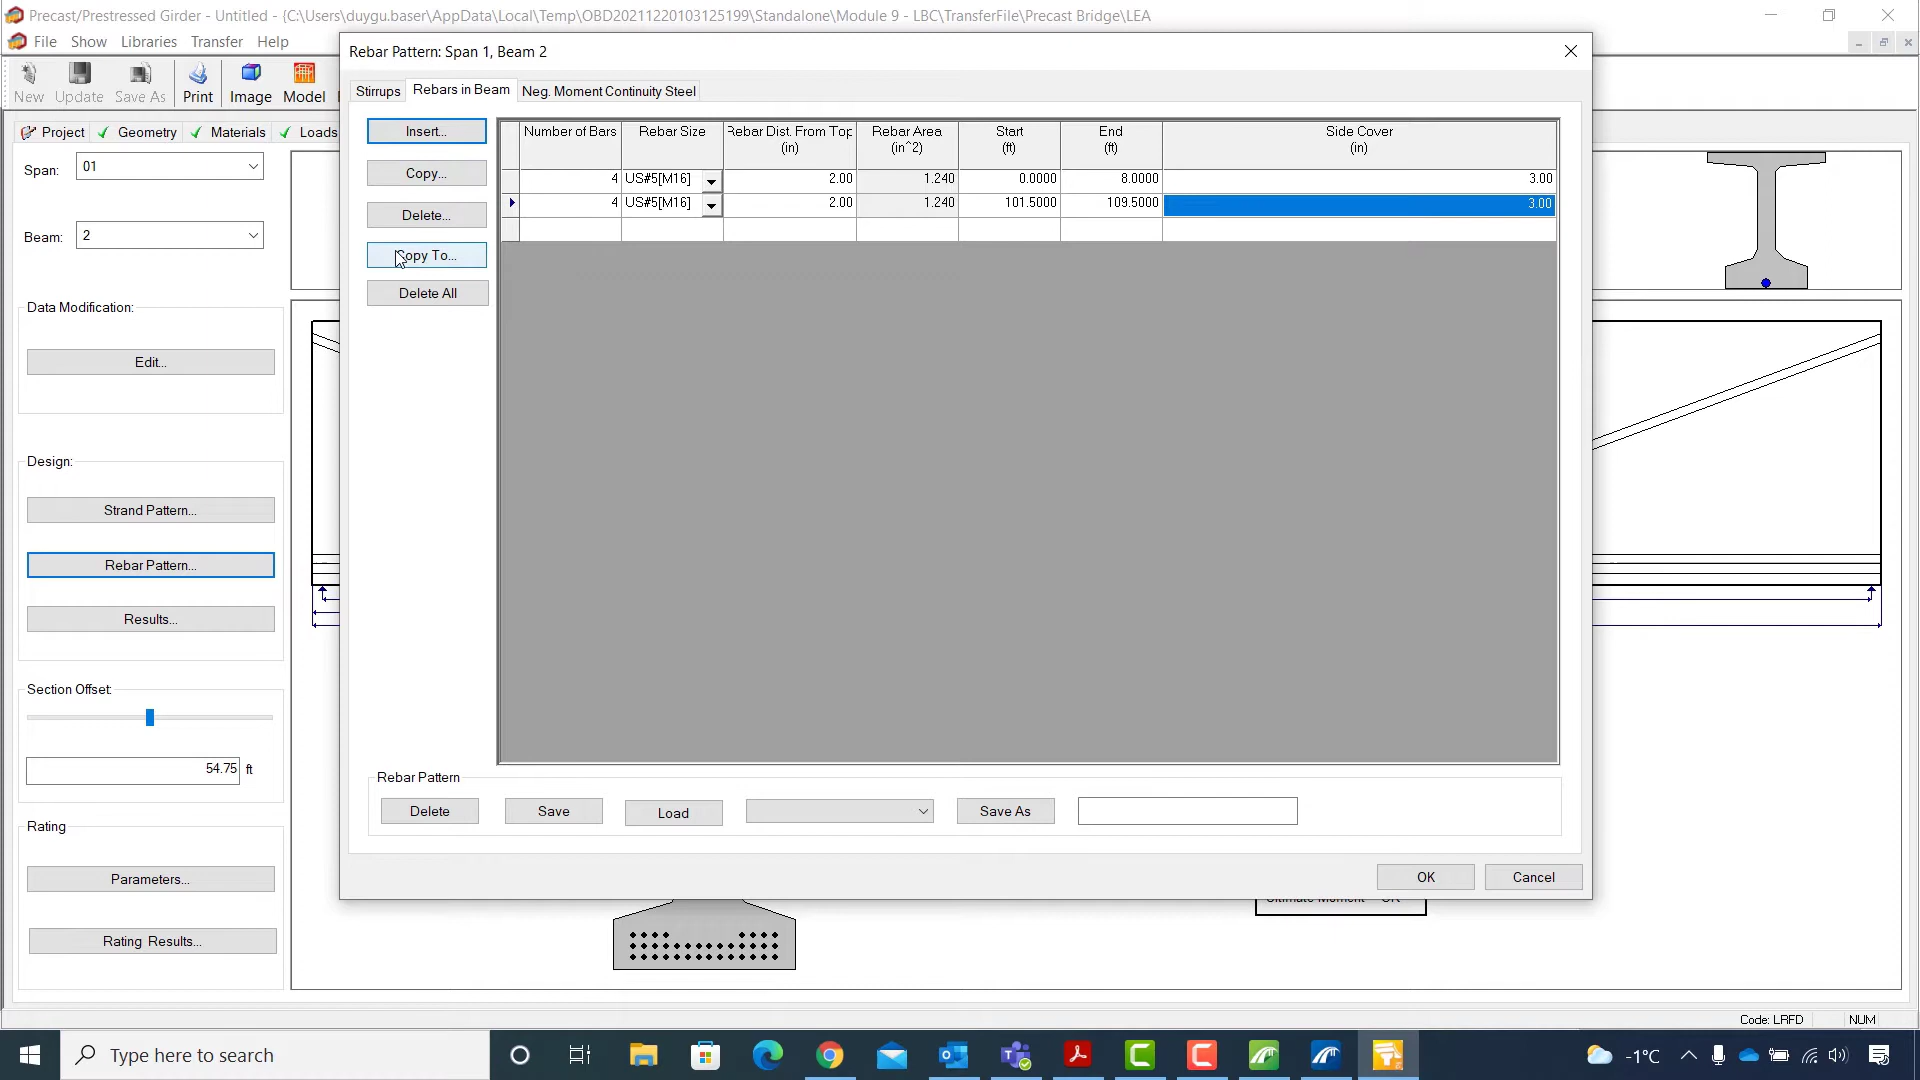 Precast/Prestressed Girder - Untitled - {C:\Users\duygu.baser\AppData\Local\Temp\OBD20211220103125199\Standalone\Module 9 - LBC\TransferFile\Precast Bridge\LEA
File Show Libraries Transfer Help
Rebar Pattern: Span 1, Beam 2
New Update Save As Print Image Model
Stirrups Rebars in Beam Neg. Moment Continuity Steel
Project Geometry Materials Loads
Span: 01
Beam: 2
Data Modification:
Edit...
Design:
Strand Pattern...
Rebar Pattern...
Results...
Section Offset:
54.75 ft
Rating
Parameters...
Rating Results...
Insert...
Copy...
Delete...
Copy To...
Delete All
Number of Bars Rebar Size Rebar Dist. From Top Rebar Area Start End Side Cover
(in) (in^2) (ft) (ft) (in)
4 US#5[M16] 2.00 1.240 0.0000 8.0000 3.00
4 US#5[M16] 2.00 1.240 101.5000 109.5000 3.00
Rebar Pattern
Delete Save Load Save As
OK Cancel
Code: LRFD NUM
Type here to search
-1°C